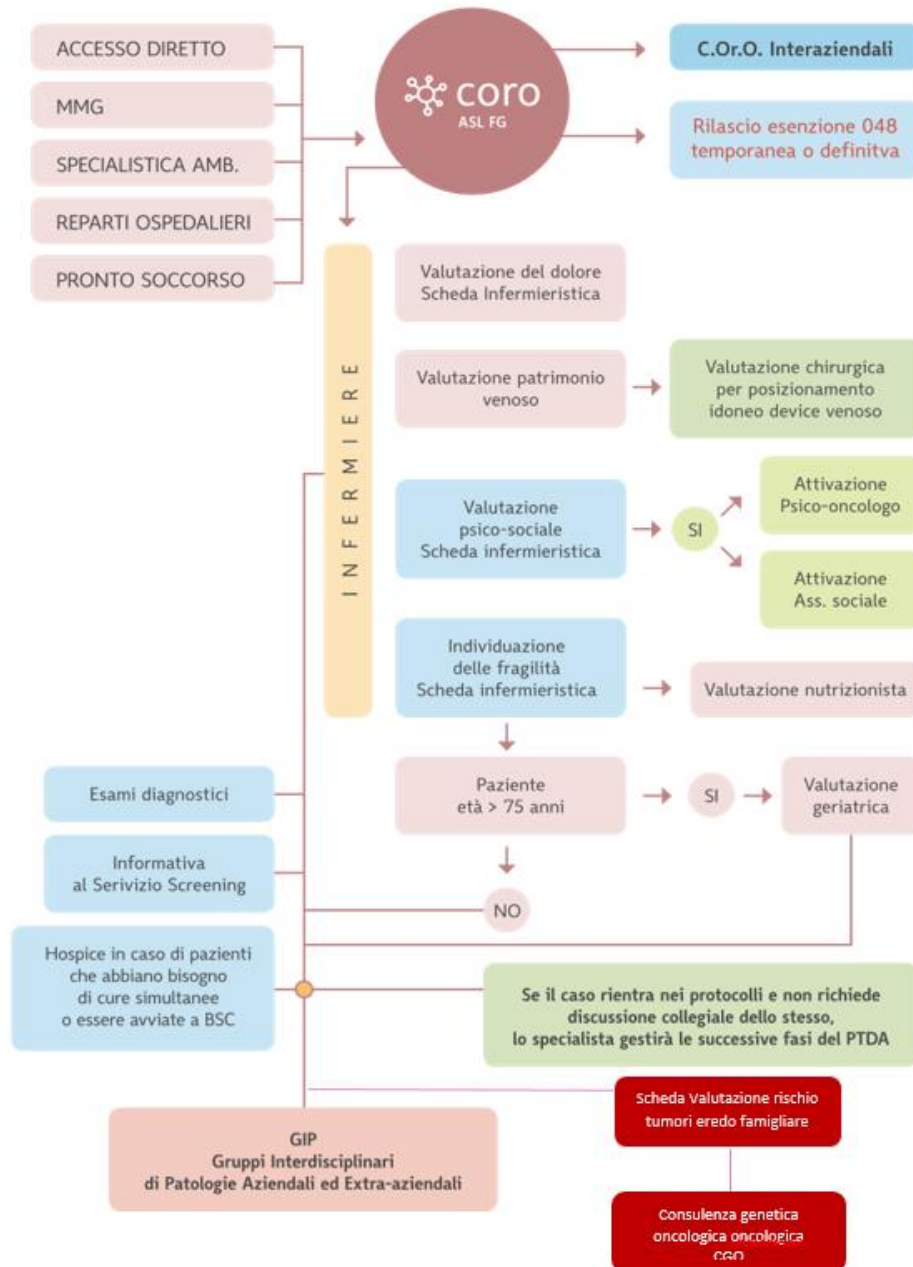 ACCESSO DIRETTO
MMG
SPECIALISTICA AMB.
REPARTI OSPEDALIERI
PRONTO SOCCORSO
coro
ASL FG
C.Or.O. Interaziendali
Rilascio esenzione 048
temporanea o definitva
INFERMIERE
Valutazione del dolore
Scheda Infermieristica
Valutazione patrimonio
venoso
Valutazione chirurgica
per posizionamento
idoneo device venoso
Valutazione
psico-sociale
Scheda infermieristica
SI
Attivazione
Psico-oncologo
Attivazione
Ass. sociale
Individuazione
delle fragilità
Scheda infermieristica
Valutazione nutrizionista
Paziente
età > 75 anni
SI
Valutazione
geriatrica
NO
Esami diagnostici
Informativa
al Serivizio Screening
Hospice in caso di pazienti
che abbiano bisogno
di cure simultanee
o essere avviate a BSC
Se il caso rientra nei protcolli e non richiede
discussione collegiale dello stesso,
lo specialista gestirà le successive fasi del PTDA
Scheda Valutazione rischio
tumori eredo famigliare
GIP
Gruppi Interdisciplinari
di Patologie Aziendali ed Extra-aziendali
Consulenza genetica
oncologica oncologica
CGO